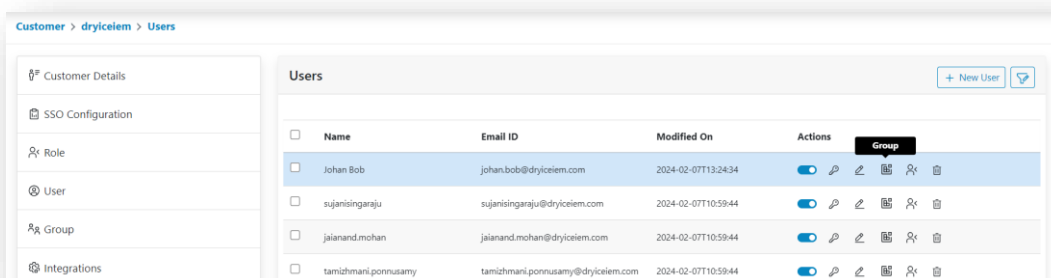 Customer > dryiceiem > Users
Customer Details
SSO Configuration
Role
User
Group
Integrations
Users
+ New User
Name Email ID Modified On Actions
Group
Johan Bob johan.bob@dryiceiem.com 2024-02-07T13:24:34
sujanisingaraju sujanisingaraju@dryiceiem.com 2024-02-07T10:59:44
jaianand.mohan jaianand.mohan@dryiceiem.com 2024-02-07T10:59:44
tamizhmani.ponnusamy tamizhmani.ponnusamy@dryiceiem.com 2024-02-07T10:59:44